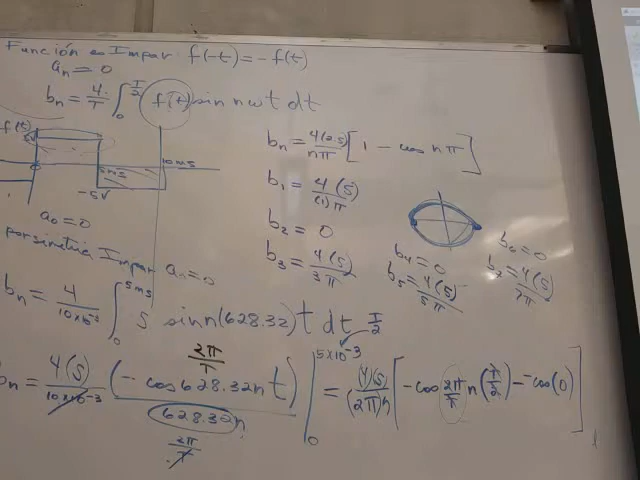 Función es Impar f(-t) = -f(t)
an = 0
bn = 4/T ∫₀^(T/2) f(t) sin nωt dt
f(t)
5V
5ms
10ms
-5V
bn = 4(2.5)/nπ [1 - cos nπ]
b1 = 4(5)/(1)π
b2 = 0
b3 = 4(5)/3π
b4 = 0
b5 = 4(5)/5π
b6 = 0
b7 = 4(5)/7π
a0 = 0
por simetria Impar an = 0
bn = 4/10x10⁻³ ∫₀^(5ms) 5 sin n(628.32)t dt
T/2
2π/T
5x10⁻³
bn = 4(5)/10x10⁻³ (-cos 628.32n t)/628.32n |₀ = 4(5)/(2π)n [-cos 2π/T n(T/2) - -cos(0)]
2π/T